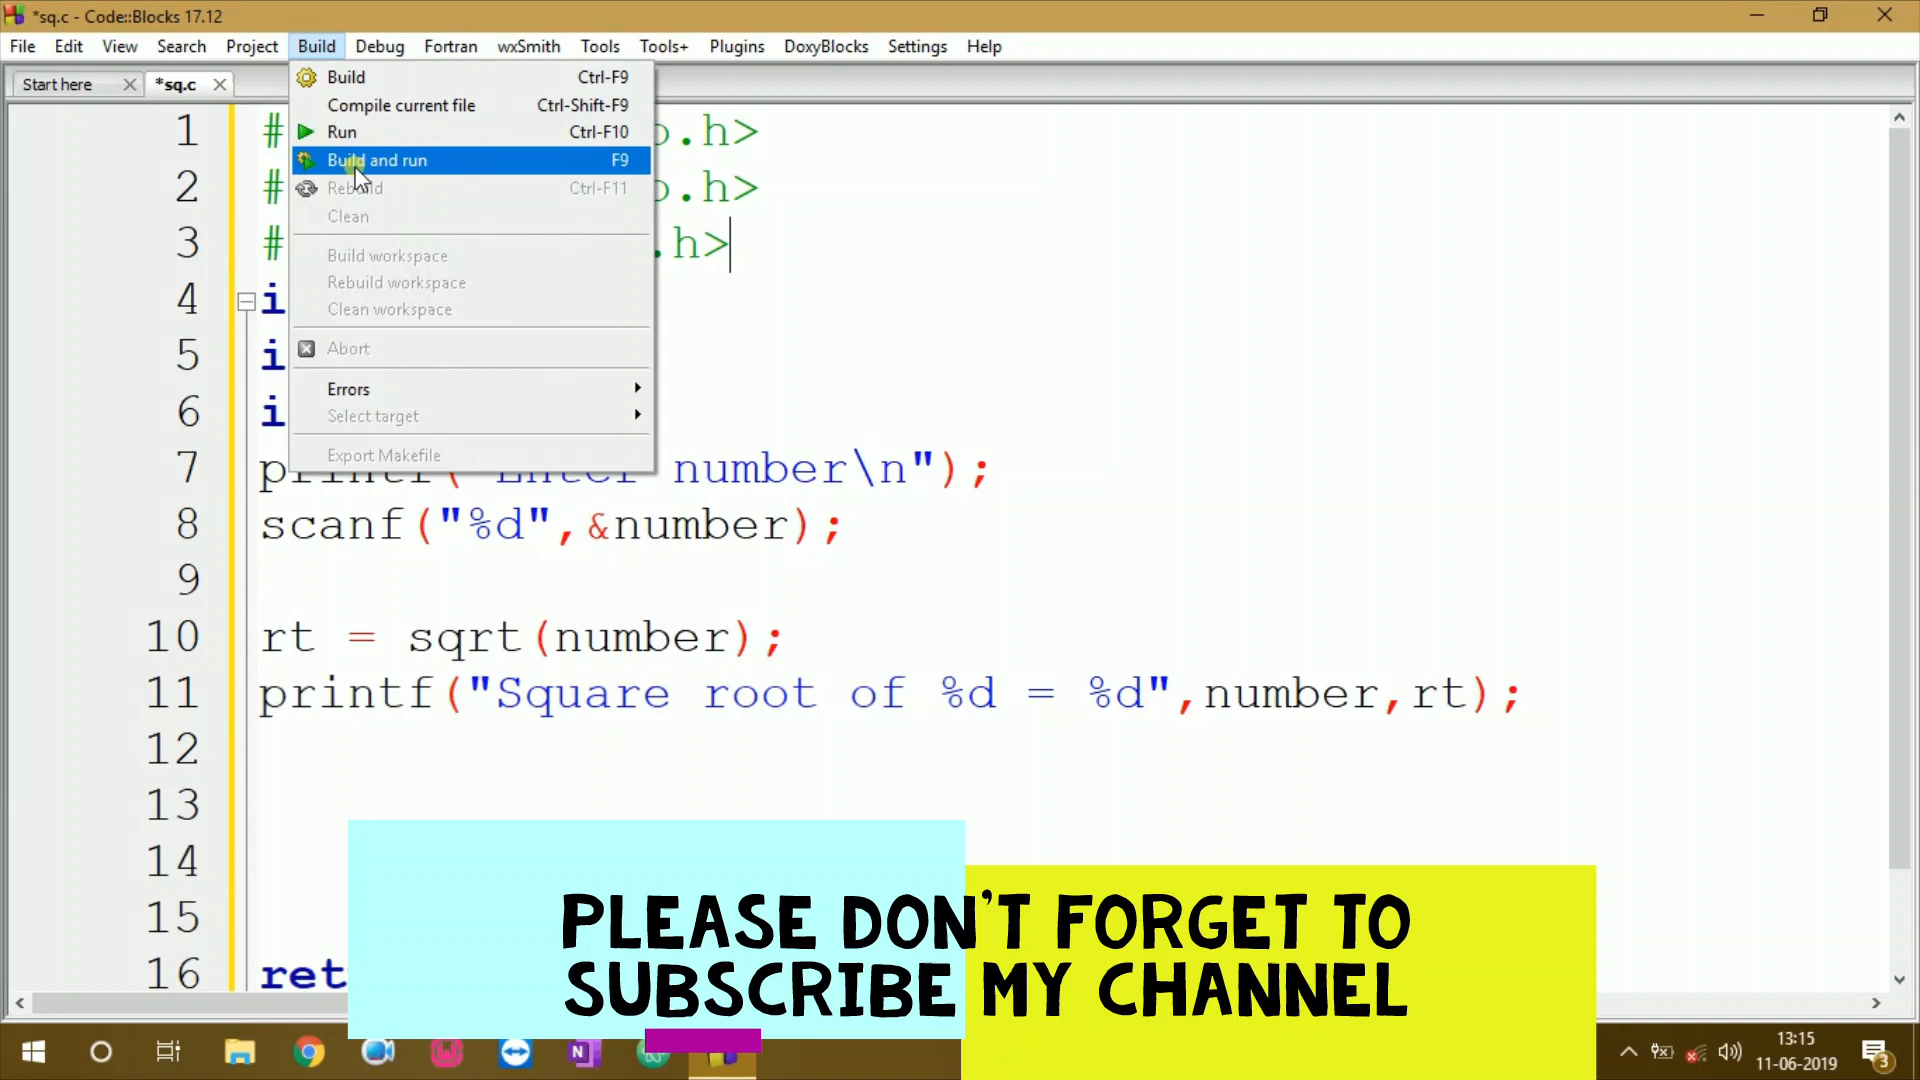 *sq.c - Code::Blocks 17.12
File Edit View Search Project Build Debug Fortran wxSmith Tools Tools+ Plugins DoxyBlocks Settings Help
Start here *sq.c
Build Ctrl-F9
Compile current file Ctrl-Shift-F9
Run Ctrl-F10
Build and run F9
Rebuild Ctrl-F11
Clean
Build workspace
Rebuild workspace
Clean workspace
Abort
Errors
Select target
Export Makefile
1 # .h>
2 # .h>
3 # .h>
4 i
5 i
6 i
7 printf("Enter number\n");
8 scanf("%d",&number);
9
10 rt = sqrt(number);
11 printf("Square root of %d = %d",number,rt);
12
13
14
15
16 ret
PLEASE DON'T FORGET TO
SUBSCRIBE MY CHANNEL
13:15
11-06-2019
3